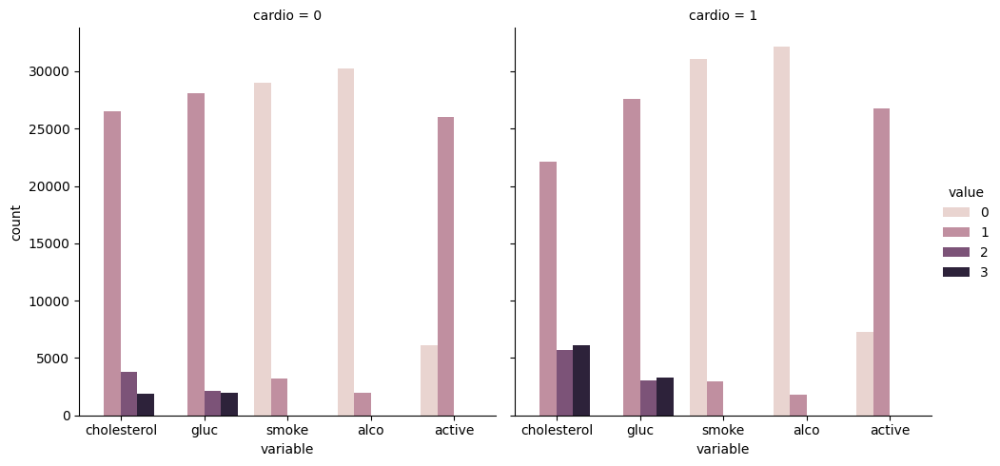 cardio = 0
cardio = 1
30000
25000
20000
15000
10000
5000
0
count
cholesterol gluc smoke alco active
variable
cholesterol gluc smoke alco active
variable
value
0
1
2
3